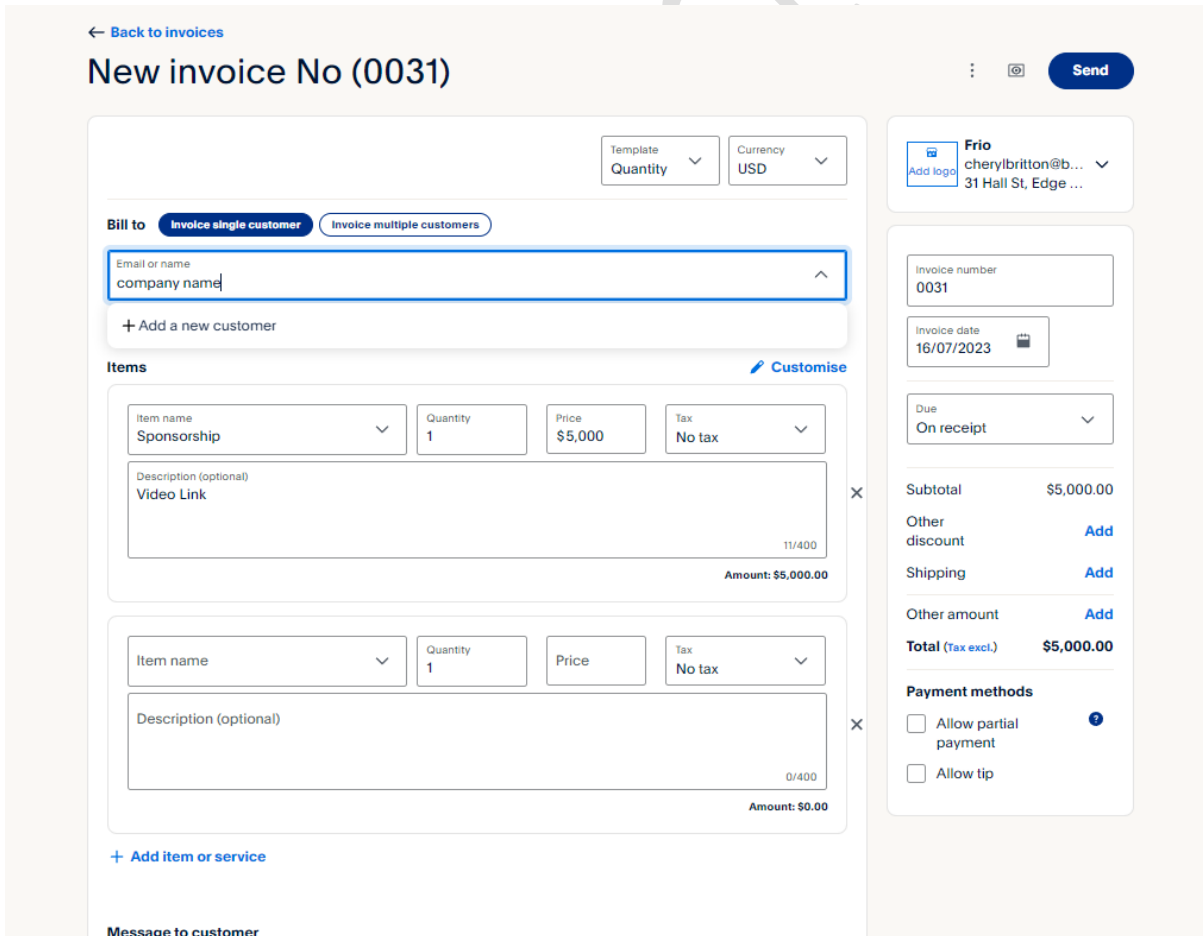 Back to invoices
New invoice No (0031)
Send
Template
Quantity
Currency
USD
Bill to
Invoice single customer
Invoice multiple customers
Email or name
company name
+ Add a new customer
Items
Customise
Item name
Sponsorship
Quantity
1
Price
$5,000
Tax
No tax
Description (optional)
Video Link
11/400
Amount: $5,000.00
Item name
Quantity
1
Price
Tax
No tax
Description (optional)
0/400
Amount: $0.00
+ Add item or service
Message to customer
Add logo
Frio
cherylbritton@b...
31 Hall St, Edge ...
Invoice number
0031
Invoice date
16/07/2023
Due
On receipt
Subtotal $5,000.00
Other
discount Add
Shipping Add
Other amount Add
Total (Tax excl.) $5,000.00
Payment methods
Allow partial
payment
?
Allow tip